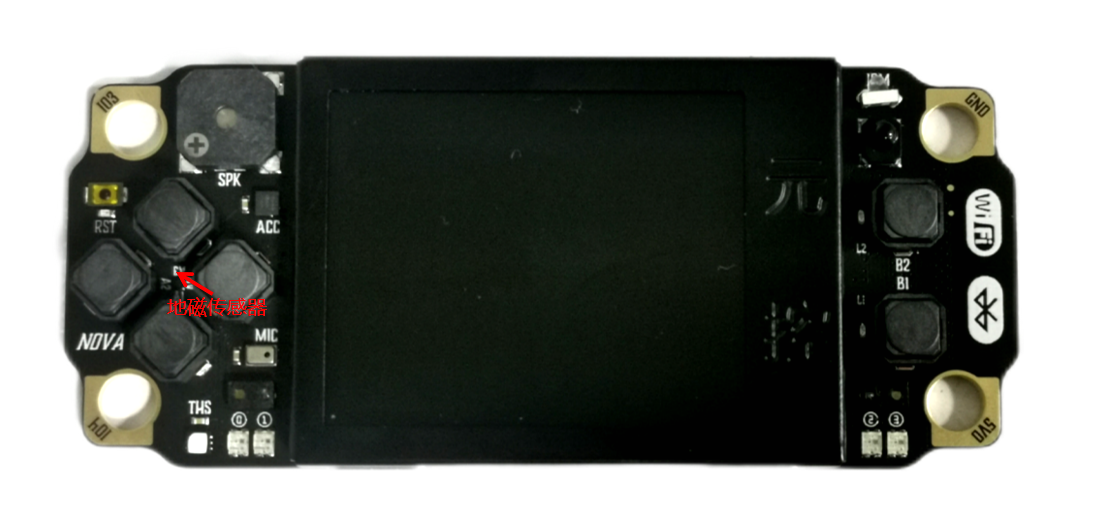 IO3
GND
SPK
RST
ACC
WiFi
L2
B2
地磁传感器
B1
L1
NOVA
MIC
THS
0
1
2
3
IO4
5V0